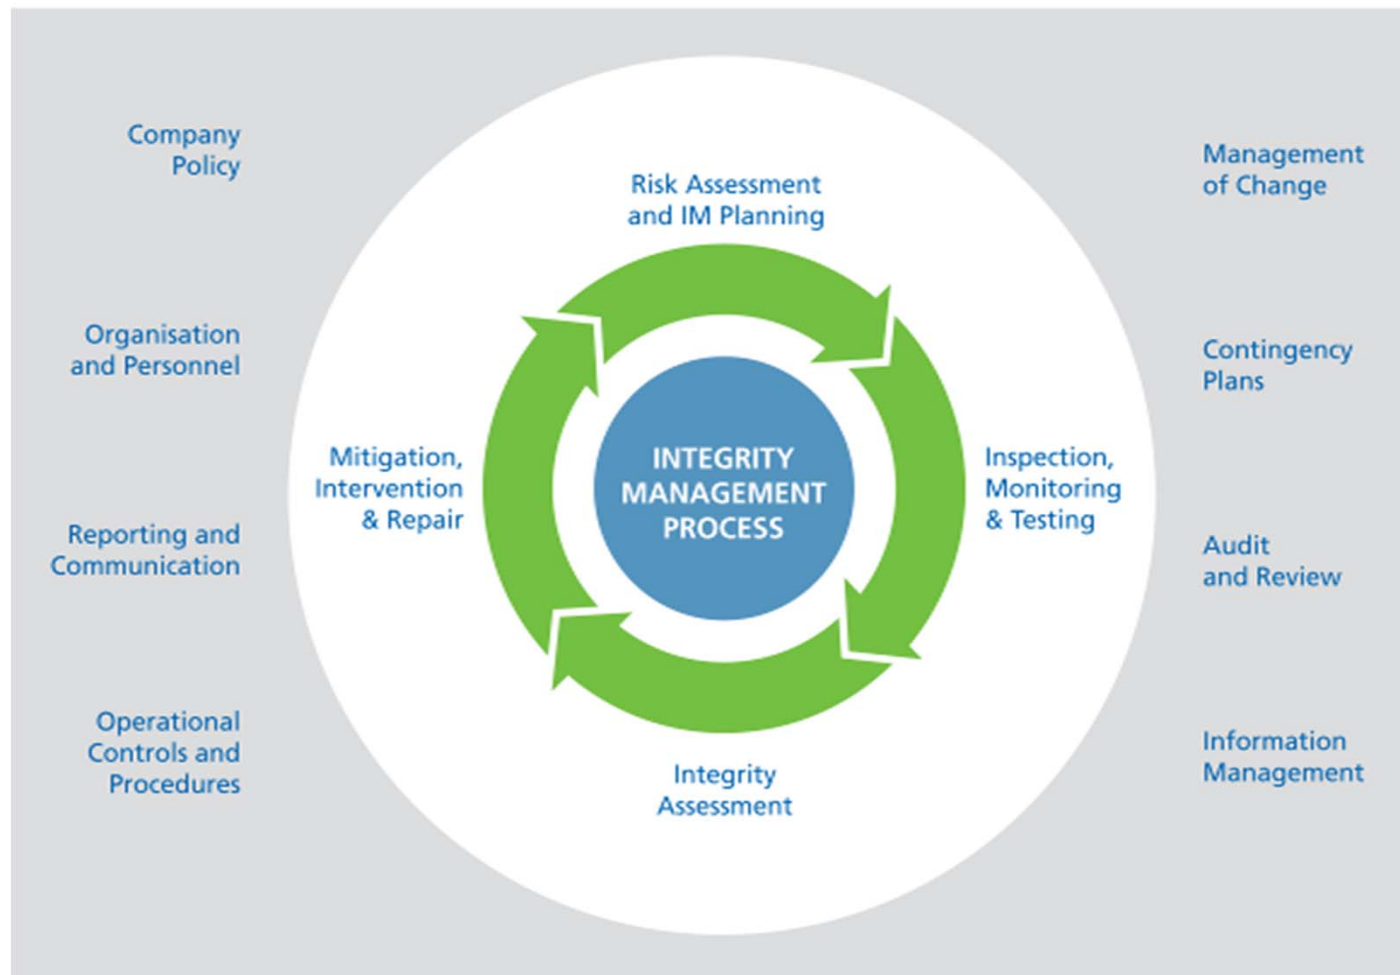 Company
Policy
Organisation
and Personnel
Reporting and
Communication
Operational
Controls and
Procedures
Risk Assessment
and IM Planning
Mitigation,
Intervention
& Repair
INTEGRITY
MANAGEMENT
PROCESS
Inspection,
Monitoring
& Testing
Integrity
Assessment
Management
of Change
Contingency
Plans
Audit
and Review
Information
Management